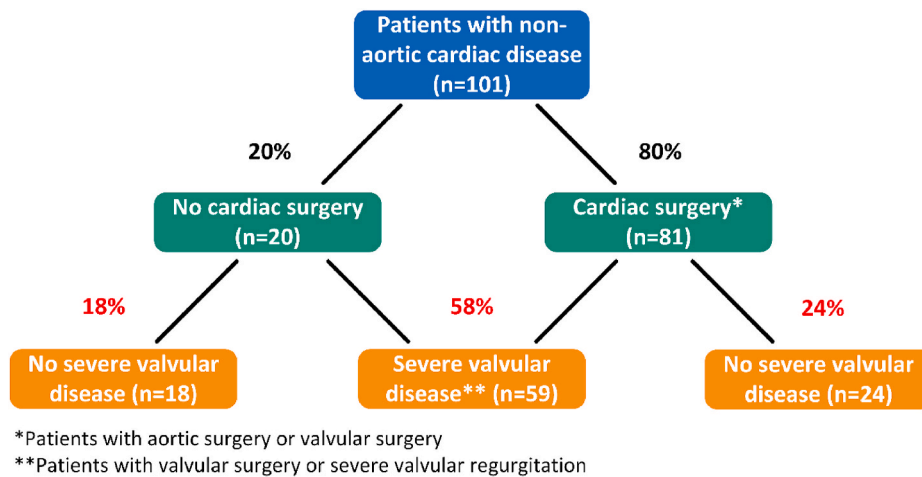 Patients with non-
aortic cardiac disease
(n=101)
20%
80%
No cardiac surgery
(n=20)
Cardiac surgery*
(n=81)
18%
58%
24%
No severe valvular
disease (n=18)
Severe valvular
disease** (n=59)
No severe valvular
disease (n=24)
*Patients with aortic surgery or valvular surgery
**Patients with valvular surgery or severe valvular regurgitation